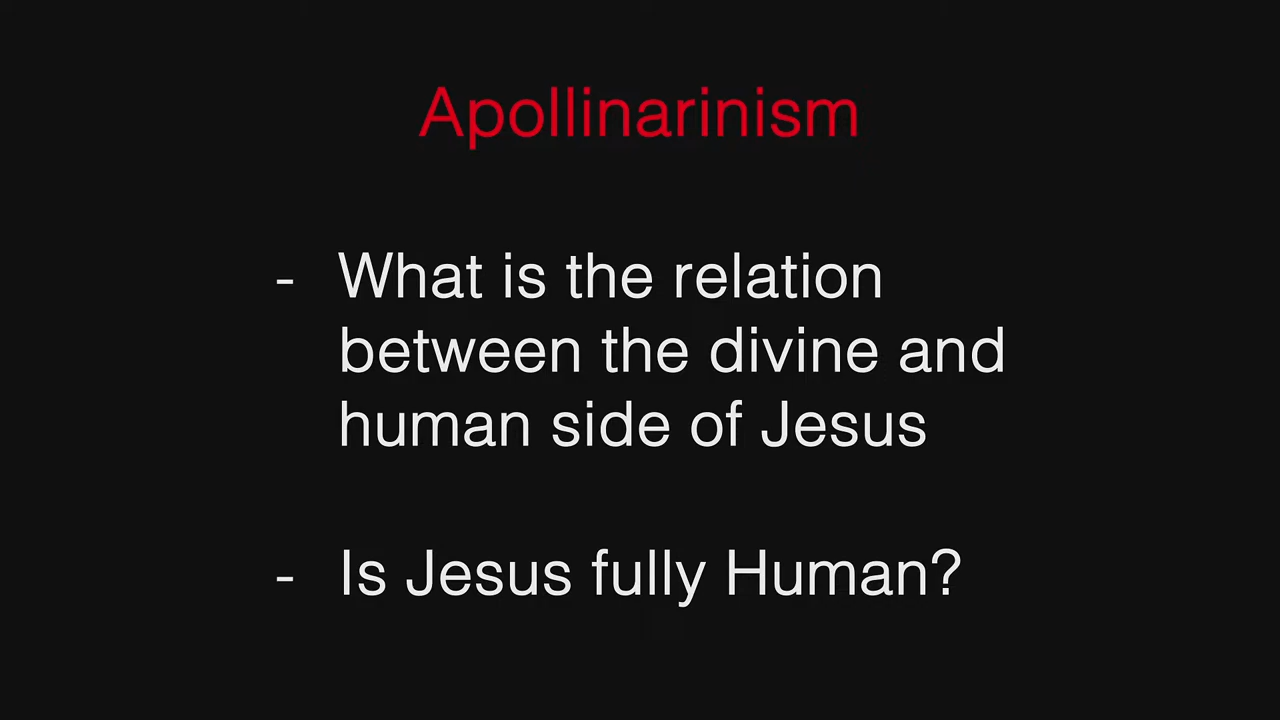 Apollinarinism
- What is the relation
between the divine and
human side of Jesus
- Is Jesus fully Human?